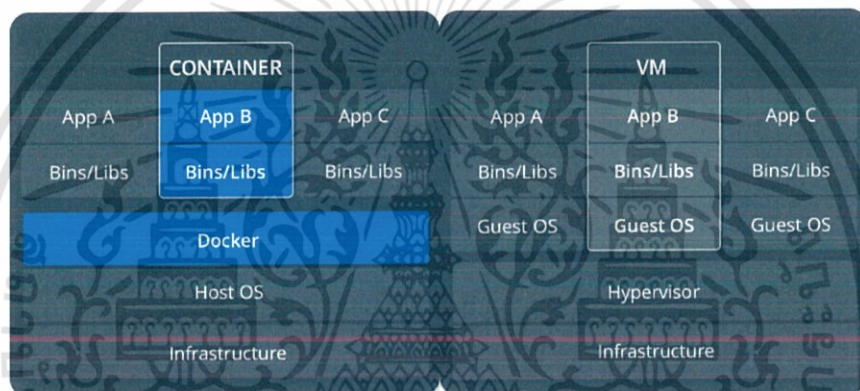 CONTAINER
App A App B App C
Bins/Libs Bins/Libs Bins/Libs
Docker
Host OS
Infrastructure
VM
App A App B App C
Bins/Libs Bins/Libs Bins/Libs
Guest OS Guest OS Guest OS
Hypervisor
Infrastructure